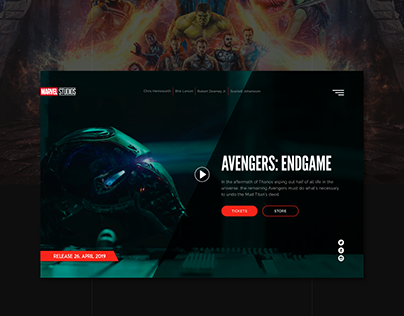 MARVEL STUDIOS
Chris Hemsworth Brie Larson Robert Downey Jr. Scarlett Johansson
AVENGERS: ENDGAME
In the aftermath of Thanos wiping out half of all life in the
universe, the remaining Avengers must do what's necessary
to undo the Mad Titan's deed.
TICKETS STORE
RELEASE 26. APRIL 2019